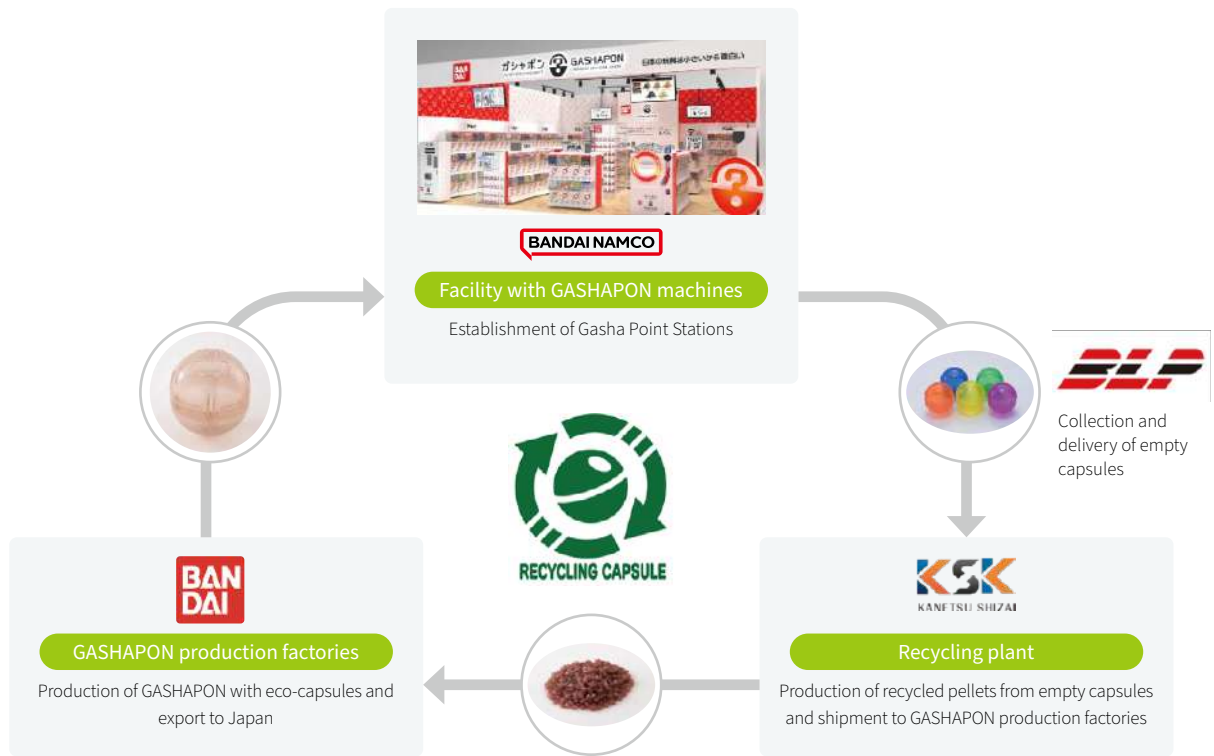 BAN
DAI
ガシャポン
GASHAPON
BANDAI NAMCO
Facility with GASHAPON machines
Establishment of Gasha Point Stations
BLP
Collection and
delivery of empty
capsules
RECYCLING CAPSULE
BAN
DAI
GASHAPON production factories
Production of GASHAPON with eco-capsules and
export to Japan
KSK
KANETSU SHIZAI
Recycling plant
Production of recycled pellets from empty capsules
and shipment to GASHAPON production factories